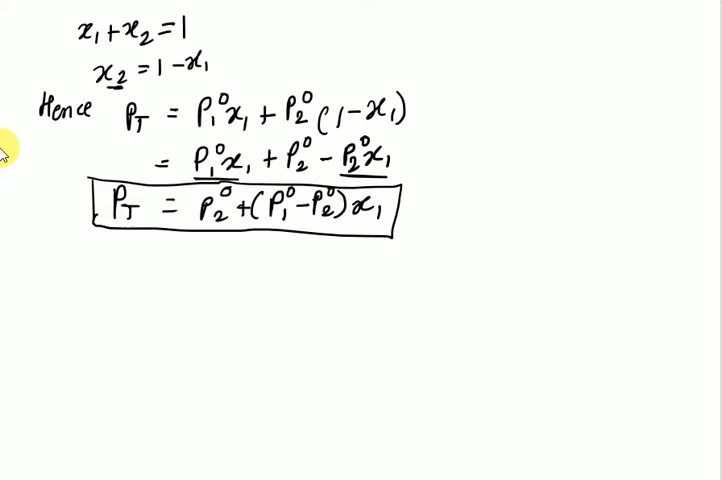 x₁ + x₂ = 1
x₂ = 1 - x₁
Hence P_T = P₁⁰x₁ + P₂⁰(1 - x₁)
= P₁⁰x₁ + P₂⁰ - P₂⁰x₁
P_T = P₂⁰ + (P₁⁰ - P₂⁰)x₁